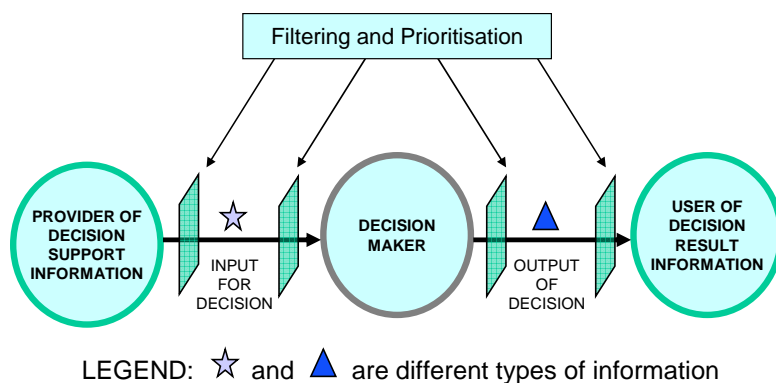 Filtering and Prioritisation
PROVIDER OF
DECISION
SUPPORT
INFORMATION
INPUT
FOR
DECISION
DECISION
MAKER
OUTPUT
OF
DECISION
USER OF
DECISION
RESULT
INFORMATION
LEGEND: and are different types of information